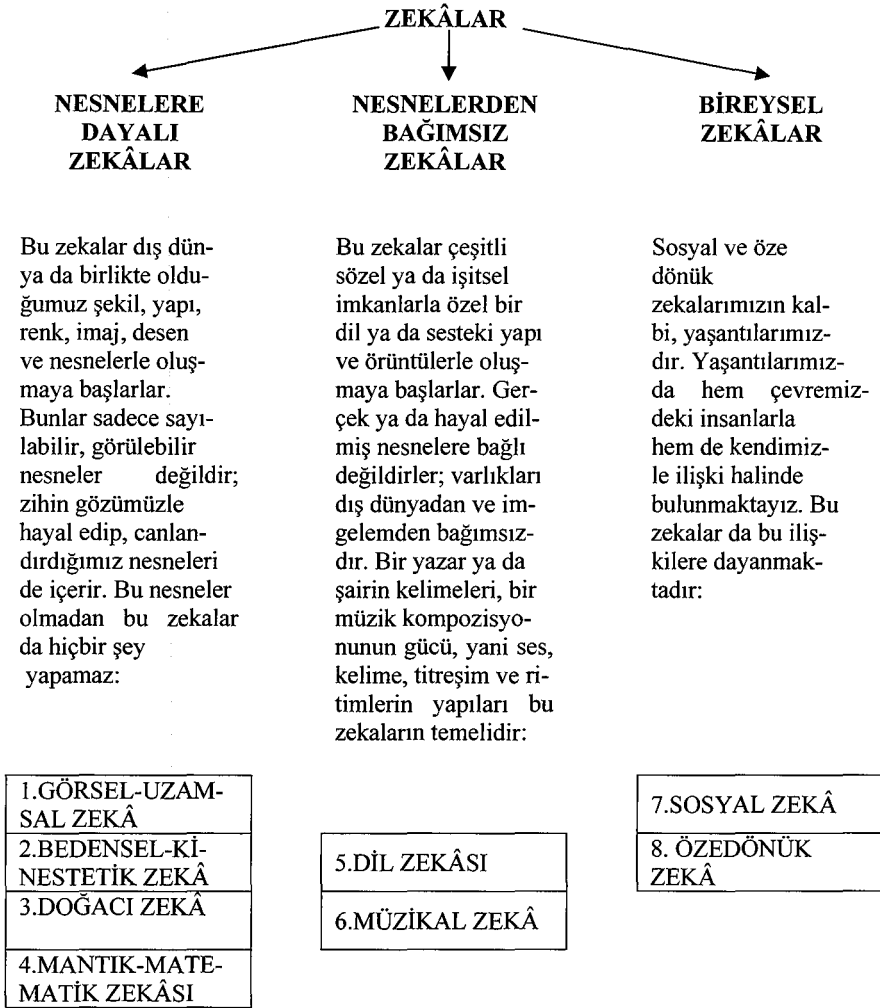 ZEKÂLAR
NESNELERE
DAYALI
ZEKÂLAR
Bu zekalar dış dün-
ya da birlikte oldu-
ğumuz şekil, yapı,
renk, imaj, desen
ve nesnelerle oluş-
maya başlarlar.
Bunlar sadece sayı-
labilir, görülebilir
nesneler değildir;
zihin gözümüzle
hayal edip, canlan-
dırdığımız nesneleri
de içerir. Bu nesneler
olmadan bu zekalar
da hiçbir şey
yapamaz:
1.GÖRSEL-UZAM-
SAL ZEKÂ
2.BEDENSEL-Kİ-
NESTETİK ZEKÂ
3.DOĞACI ZEKÂ
4.MANTIK-MATE-
MATİK ZEKÂSI
NESNELERDEN
BAĞIMSIZ
ZEKÂLAR
Bu zekalar çeşitli
sözel ya da işitsel
imkanlarla özel bir
dil ya da sesteki yapı
ve örüntülerle oluş-
maya başlarlar. Ger-
çek ya da hayal edil-
miş nesnelere bağlı
değildirler; varlıkları
dış dünyadan ve im-
gelemden bağımsız-
dır. Bir yazar ya da
şairin kelimeleri, bir
müzik kompozisyo-
nunun gücü, yani ses,
kelime, titreşim ve ri-
timlerin yapıları bu
zekaların temelidir:
5.DİL ZEKÂSI
6.MÜZİKAL ZEKÂ
BİREYSEL
ZEKÂLAR
Sosyal ve öze
dönük
zekalarımızın kal-
bi, yaşantılarımız-
dır. Yaşantılarımız-
da hem çevremiz-
deki insanlarla
hem de kendimiz-
le ilişki halinde
bulunmaktayız. Bu
zekalar da bu iliş-
kilere dayanmak-
tadır:
7.SOSYAL ZEKÂ
8. ÖZEDÖNÜK
ZEKÂ